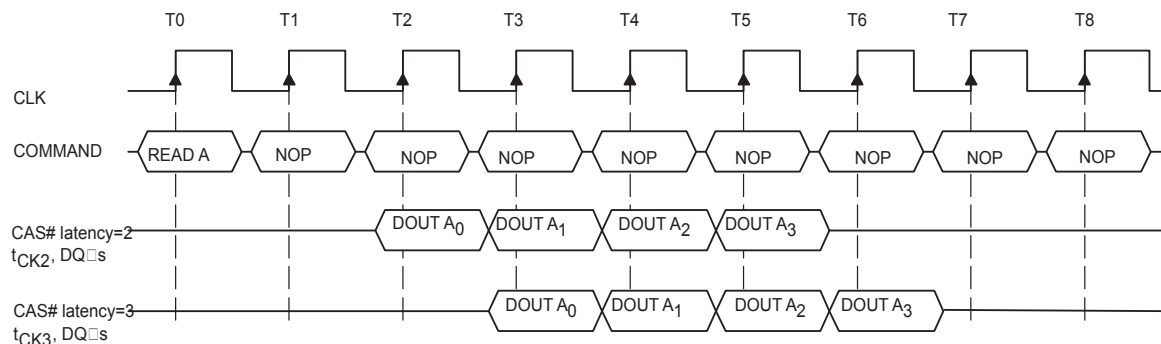 T0 T1 T2 T3 T4 T5 T6 T7 T8
CLK
COMMAND READ A NOP NOP NOP NOP NOP NOP NOP NOP
CAS# latency=2 DOUT A0 DOUT A1 DOUT A2 DOUT A3
tCK2, DQ□s
CAS# latency=3 DOUT A0 DOUT A1 DOUT A2 DOUT A3
tCK3, DQ□s